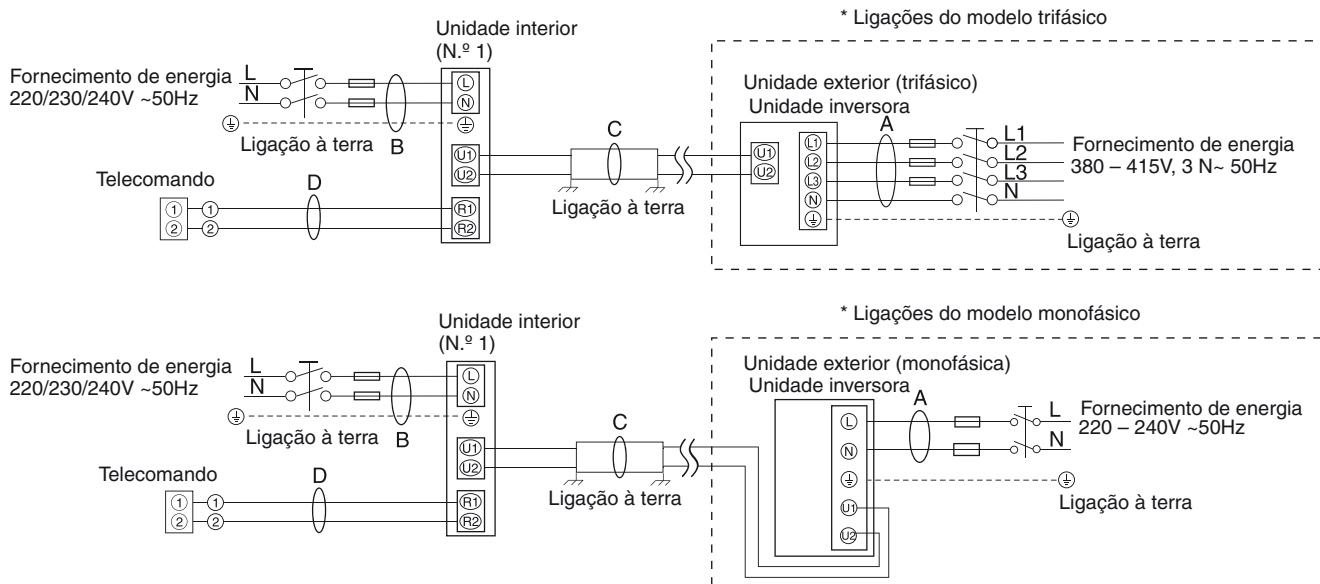 * Ligações do modelo trifásico
Unidade interior
(N.º 1)
Fornecimento de energia
220/230/240V ~50Hz
L
N
L
N
Ligação à terra
B
Telecomando
1
2
1
2
D
U1
U2
R1
R2
C
Ligação à terra
Unidade exterior (trifásico)
Unidade inversora
U1
U2
L1
L2
L3
N
A
L1
L2
L3
N
Fornecimento de energia
380 – 415V, 3 N~ 50Hz
Ligação à terra
* Ligações do modelo monofásico
Unidade interior
(N.º 1)
Fornecimento de energia
220/230/240V ~50Hz
L
N
L
N
Ligação à terra
B
Telecomando
1
2
1
2
D
U1
U2
R1
R2
C
Ligação à terra
Unidade exterior (monofásica)
Unidade inversora
L
N
U1
U2
A
L
N
Fornecimento de energia
220 – 240V ~50Hz
Ligação à terra